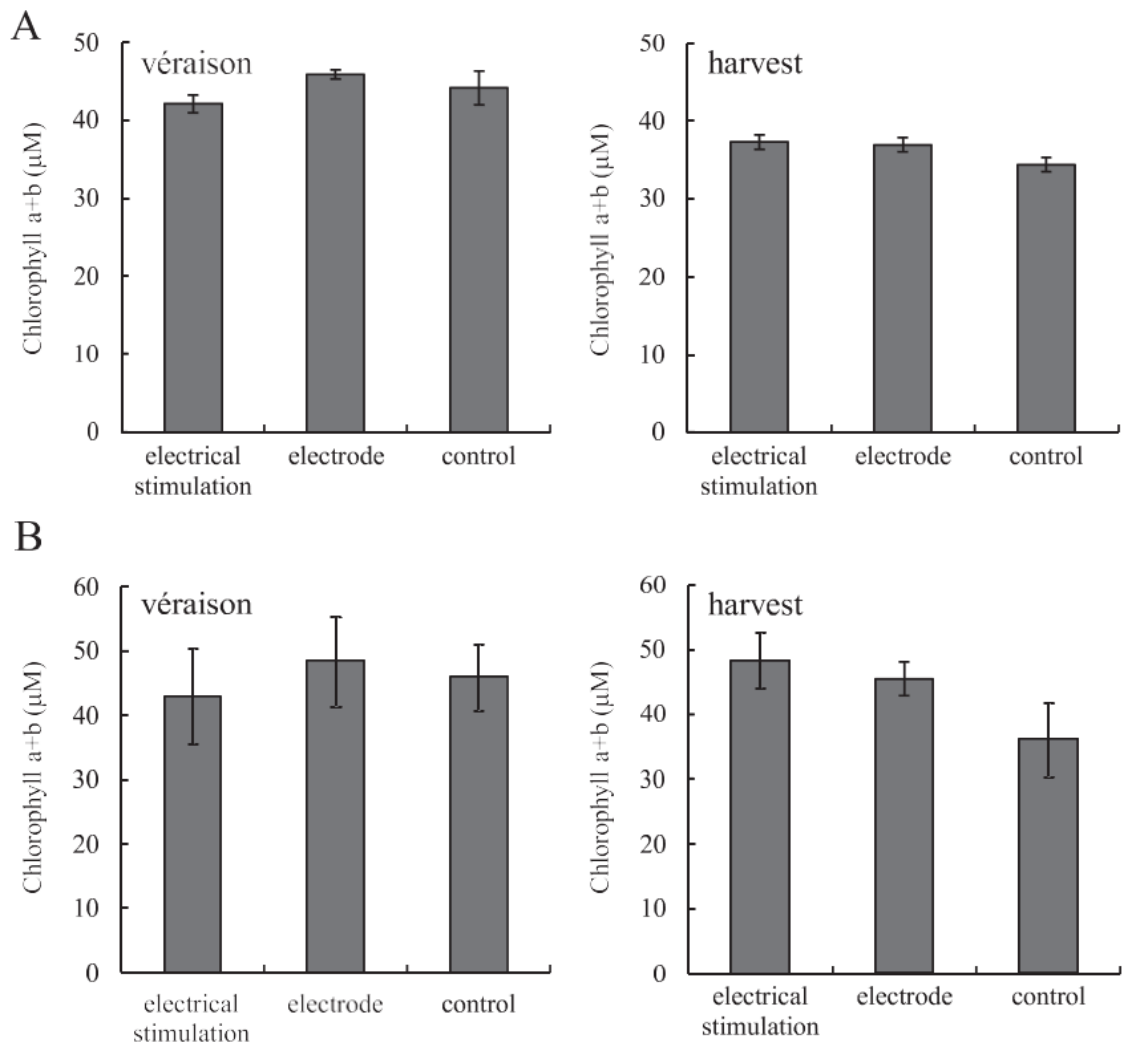 A
véraison
Chlorophyll a+b (μM)
50
40
30
20
10
0
electrical
stimulation
electrode
control
harvest
Chlorophyll a+b (μM)
50
40
30
20
10
0
electrical
stimulation
electrode
control
B
véraison
Chlorophyll a+b (μM)
60
50
40
30
20
10
0
electrical
stimulation
electrode
control
harvest
Chlorophyll a+b (μM)
60
50
40
30
20
10
0
electrical
stimulation
electrode
control